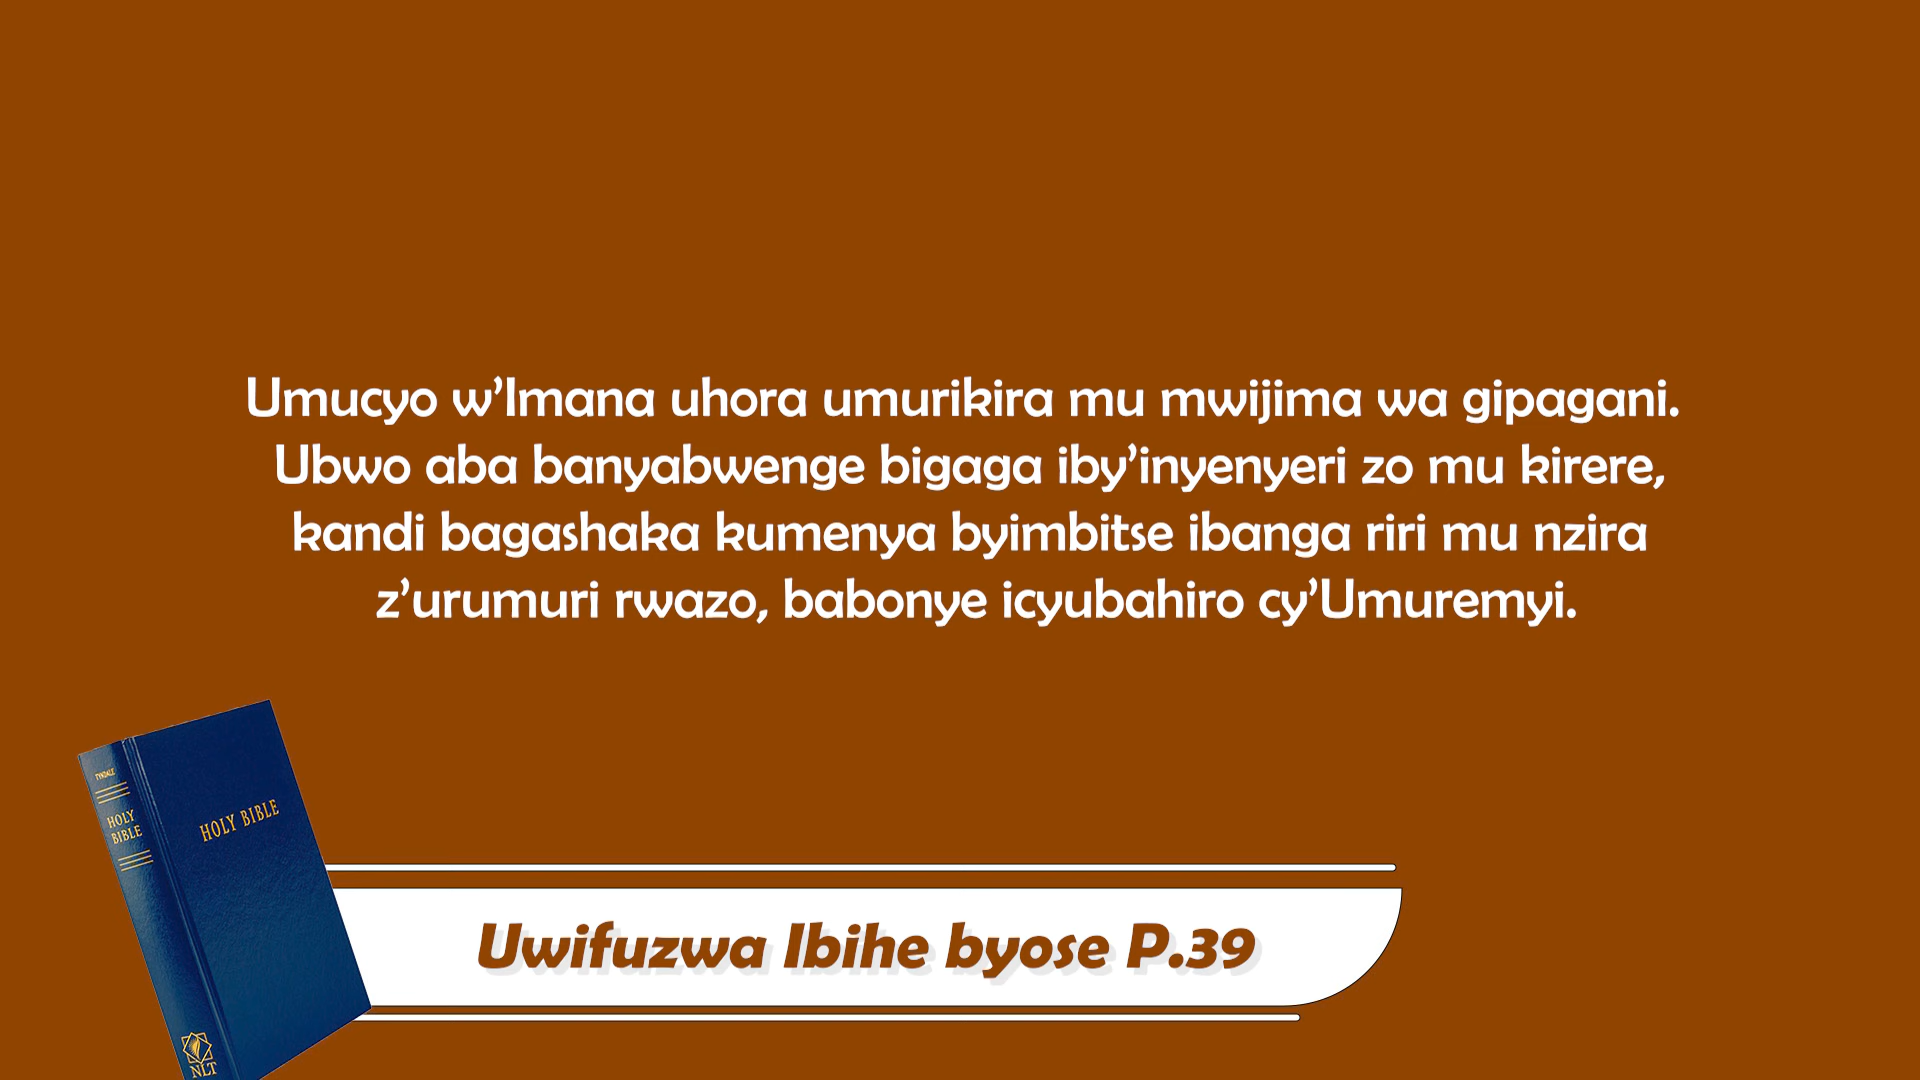 Umucyo w’Imana uhora umurikira mu mwijima wa gipagani.
Ubwo aba banyabwenge bigaga iby’inyenyeri zo mu kirere,
kandi bagashaka kumenya byimbitse ibanga riri mu nzira
z’urumuri rwazo, babonye icyubahiro cy’Umuremyi.
TYNDALE
HOLY
BIBLE
HOLY BIBLE
NLT
Uwifuzwa Ibihe byose P.39